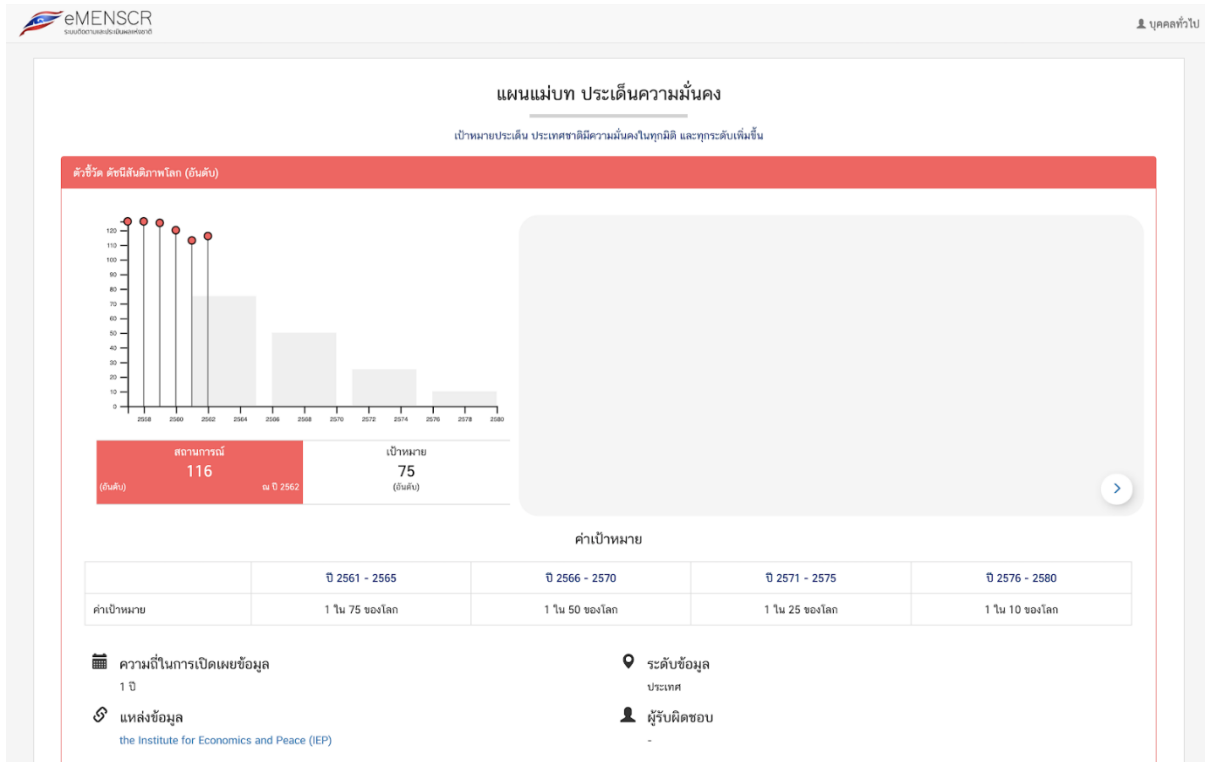 eMENSCR
ระบบติดตามและประเมินผลแห่งชาติ
บุคคลทั่วไป
แผนแม่บท ประเด็นความมั่นคง
เป้าหมายประเด็น ประเทศชาติมีความมั่นคงในทุกมิติ และทุกระดับเพิ่มขึ้น
ตัวชี้วัด ดัชนีสันติภาพโลก (อันดับ)
120
110
100
90
80
70
60
50
40
30
20
10
0
2558 2560 2562 2564 2566 2568 2570 2572 2574 2576 2578 2580
สถานการณ์
116
(อันดับ) ณ ปี 2562
เป้าหมาย
75
(อันดับ)
ค่าเป้าหมาย
ปี 2561 - 2565 ปี 2566 - 2570 ปี 2571 - 2575 ปี 2576 - 2580
ค่าเป้าหมาย 1 ใน 75 ของโลก 1 ใน 50 ของโลก 1 ใน 25 ของโลก 1 ใน 10 ของโลก
ความถี่ในการเปิดเผยข้อมูล
1 ปี
ระดับข้อมูล
ประเทศ
แหล่งข้อมูล
the Institute for Economics and Peace (IEP)
ผู้รับผิดชอบ
-